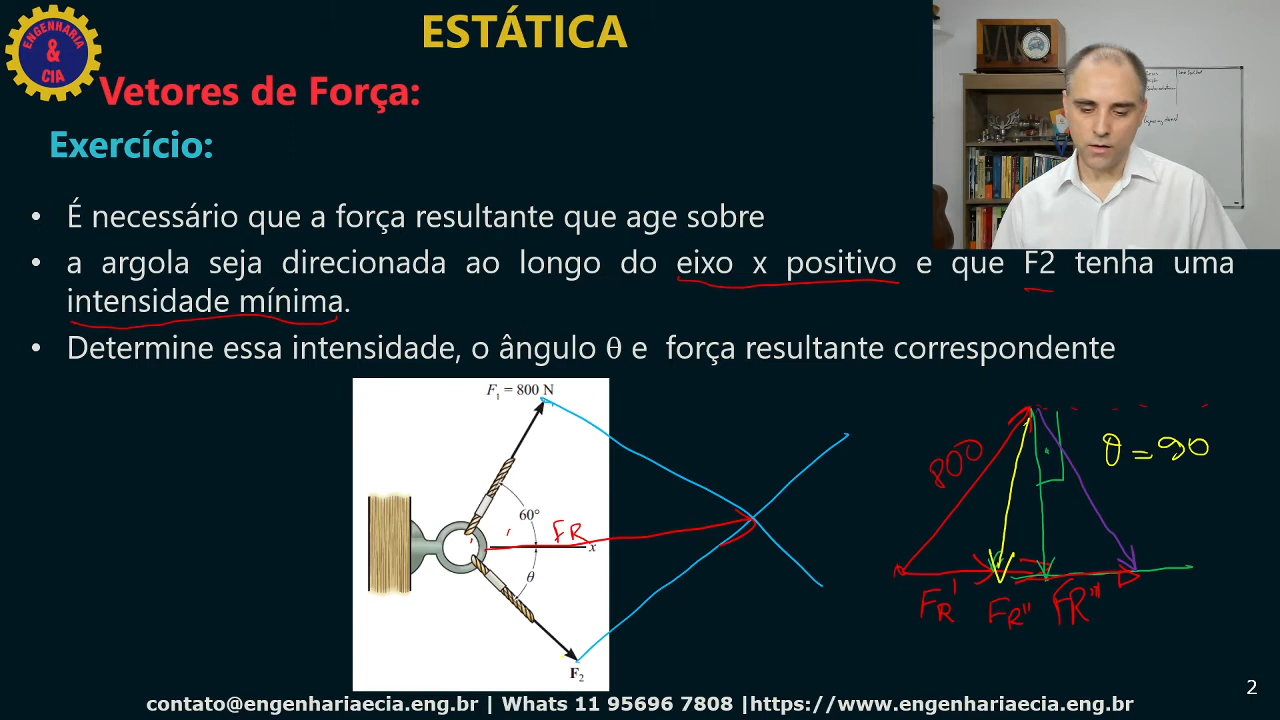 ESTÁTICA
ENGENHARIA
&
CIA
Vetores de Força:
Exercício:
• É necessário que a força resultante que age sobre
• a argola seja direcionada ao longo do eixo x positivo e que F2 tenha uma
intensidade mínima.
• Determine essa intensidade, o ângulo θ e força resultante correspondente
F₁ = 800 N
60°
FR
x
θ
F₂
800
θ = 90
FR'
FR''
FR'''
2
contato@engenhariaecia.eng.br | Whats 11 95696 7808 |https://www.engenhariaecia.eng.br